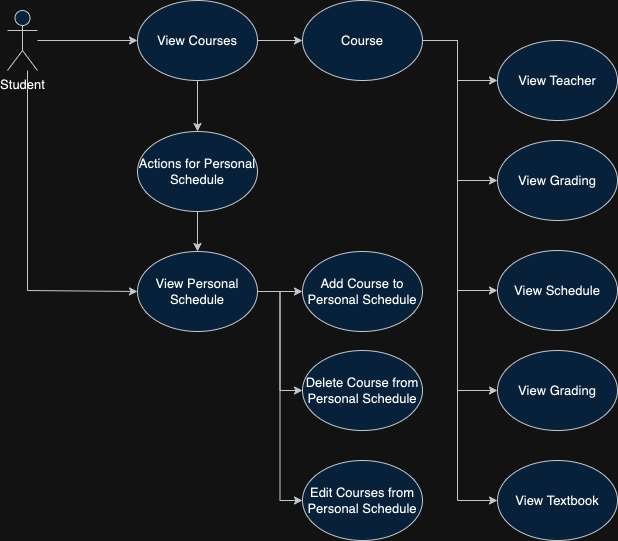 View Courses
Course
Student
View Teacher
Actions for Personal
Schedule
View Grading
View Personal
Schedule
Add Course to
Personal Schedule
View Schedule
Delete Course from
Personal Schedule
View Grading
Edit Courses from
Personal Schedule
View Textbook